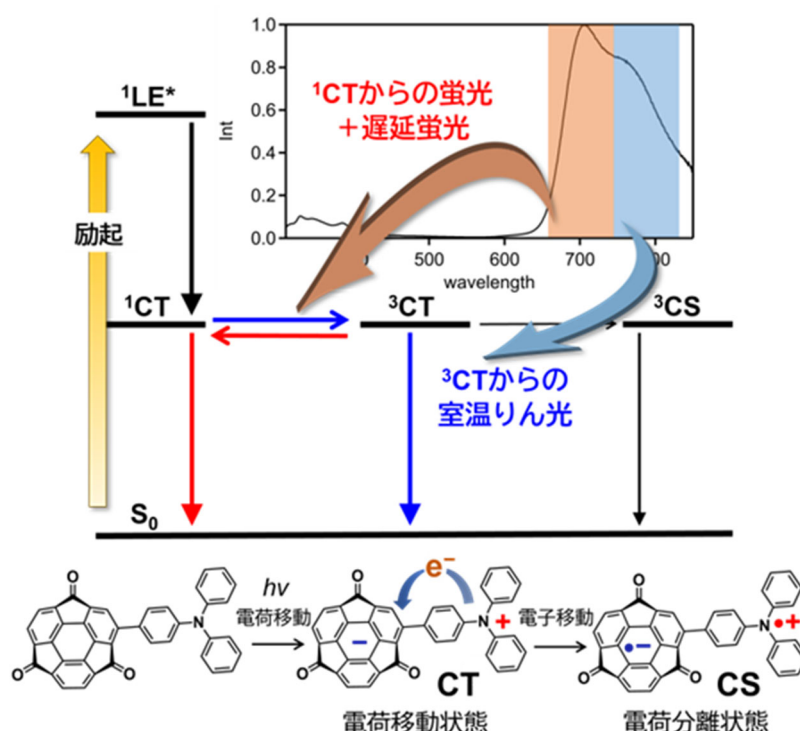 1.0
0.8
0.6
0.4
0.2
0.0
Int
500
600
700
wavelength
¹CTからの蛍光
＋遅延蛍光
¹LE*
励起
¹CT
³CT
³CS
³CTからの
室温りん光
S₀
O
O
O
N
hν
電荷移動
O
O
O
−
e⁻
N
+
CT
電荷移動状態
電子移動
O
O
O
•−
N
•+
CS
電荷分離状態